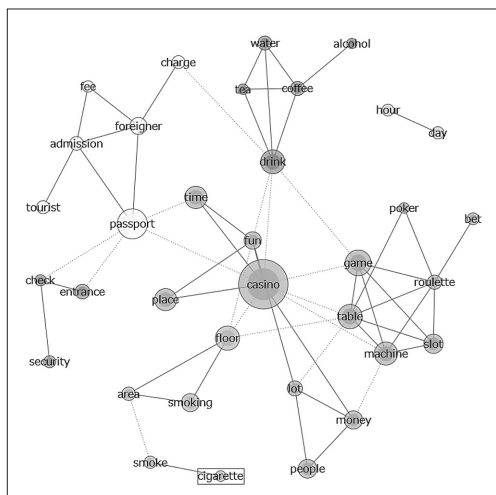 water
alcohol
charge
tea
coffee
fee
foreigner
hour
day
admission
drink
tourist
time
passport
poker
bet
fun
game
check
entrance
casino
roulette
place
table
floor
machine
slot
security
area
smoking
lot
money
smoke
cigarette
people